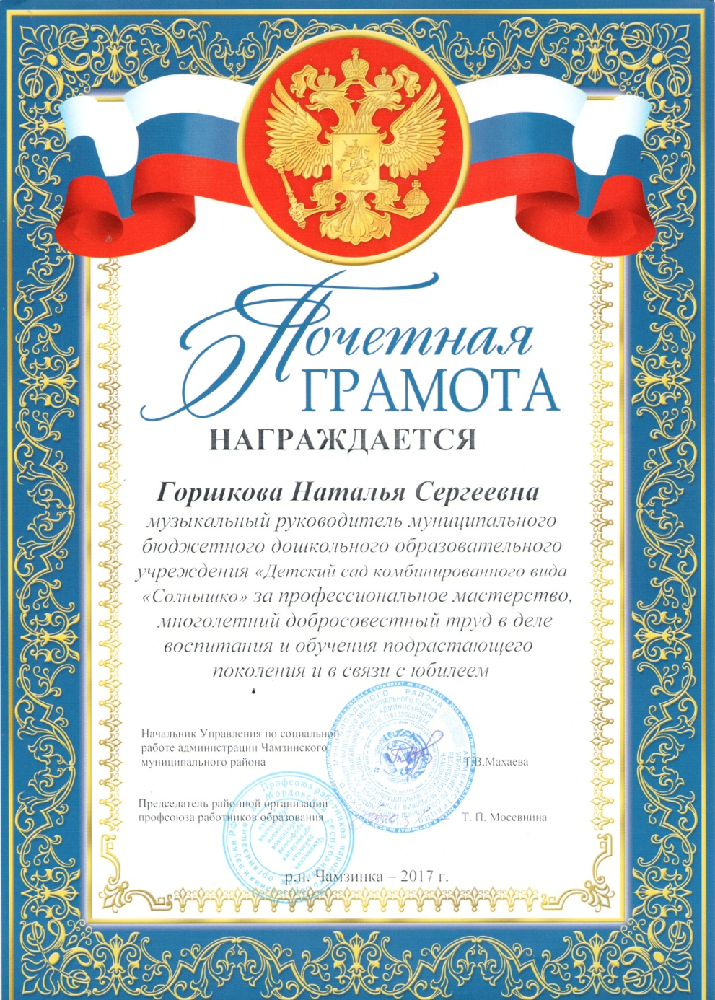 Почетная
ГРАМОТА
НАГРАЖДАЕТСЯ
Горшкова Наталья Сергеевна
музыкальный руководитель муниципального
бюджетного дошкольного образовательного
учреждения «Детский сад комбинированного вида
«Солнышко» за профессиональное мастерство,
многолетний добросовестный труд в деле
воспитания и обучения подрастающего
поколения и в связи с юбилеем
Начальник Управления по социальной
работе администрации Чамзинского
муниципального района
Т.В.Махаева
Председатель районной организации
профсоюза работников образования
Т. П. Мосевнина
р.п. Чамзинка – 2017 г.